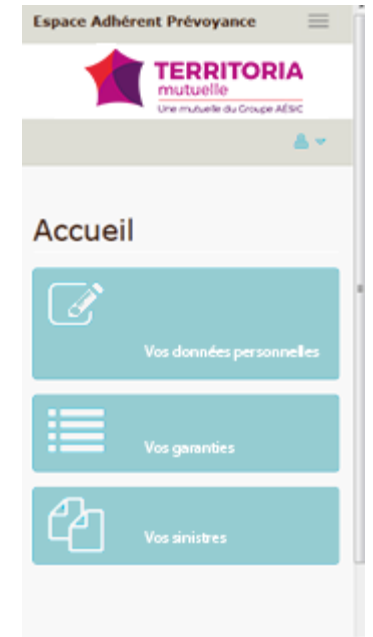 Espace Adhérent Prévoyance
TERRITORIA
mutuelle
Une mutuelle du Groupe AÉSIO
Accueil
Vos données personnelles
Vos garanties
Vos sinistres